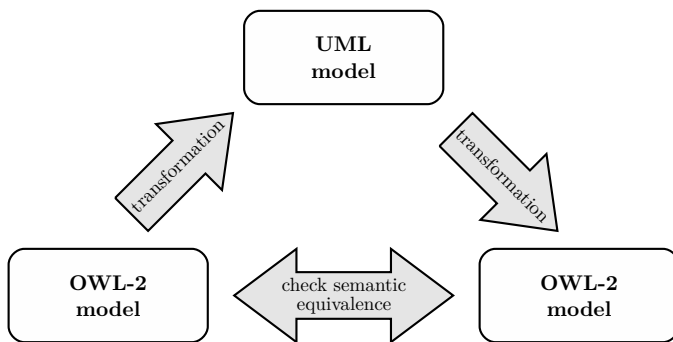 UML
model
transformation
transformation
OWL-2
model
check semantic
equivalence
OWL-2
model